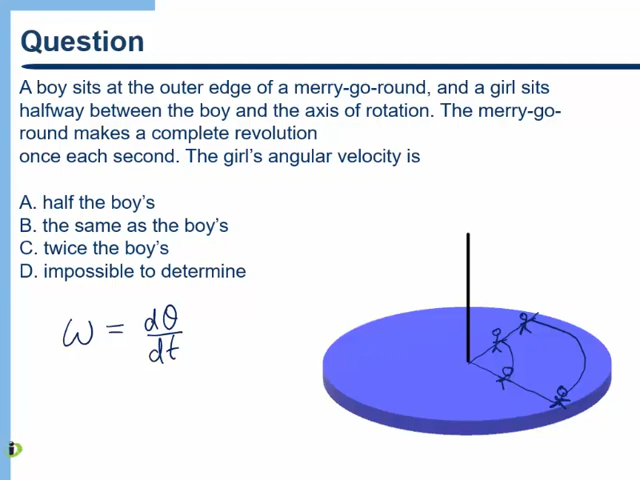 Question
A boy sits at the outer edge of a merry-go-round, and a girl sits
halfway between the boy and the axis of rotation. The merry-go-
round makes a complete revolution
once each second. The girl's angular velocity is
A. half the boy's
B. the same as the boy's
C. twice the boy's
D. impossible to determine
ω = dθ/dt